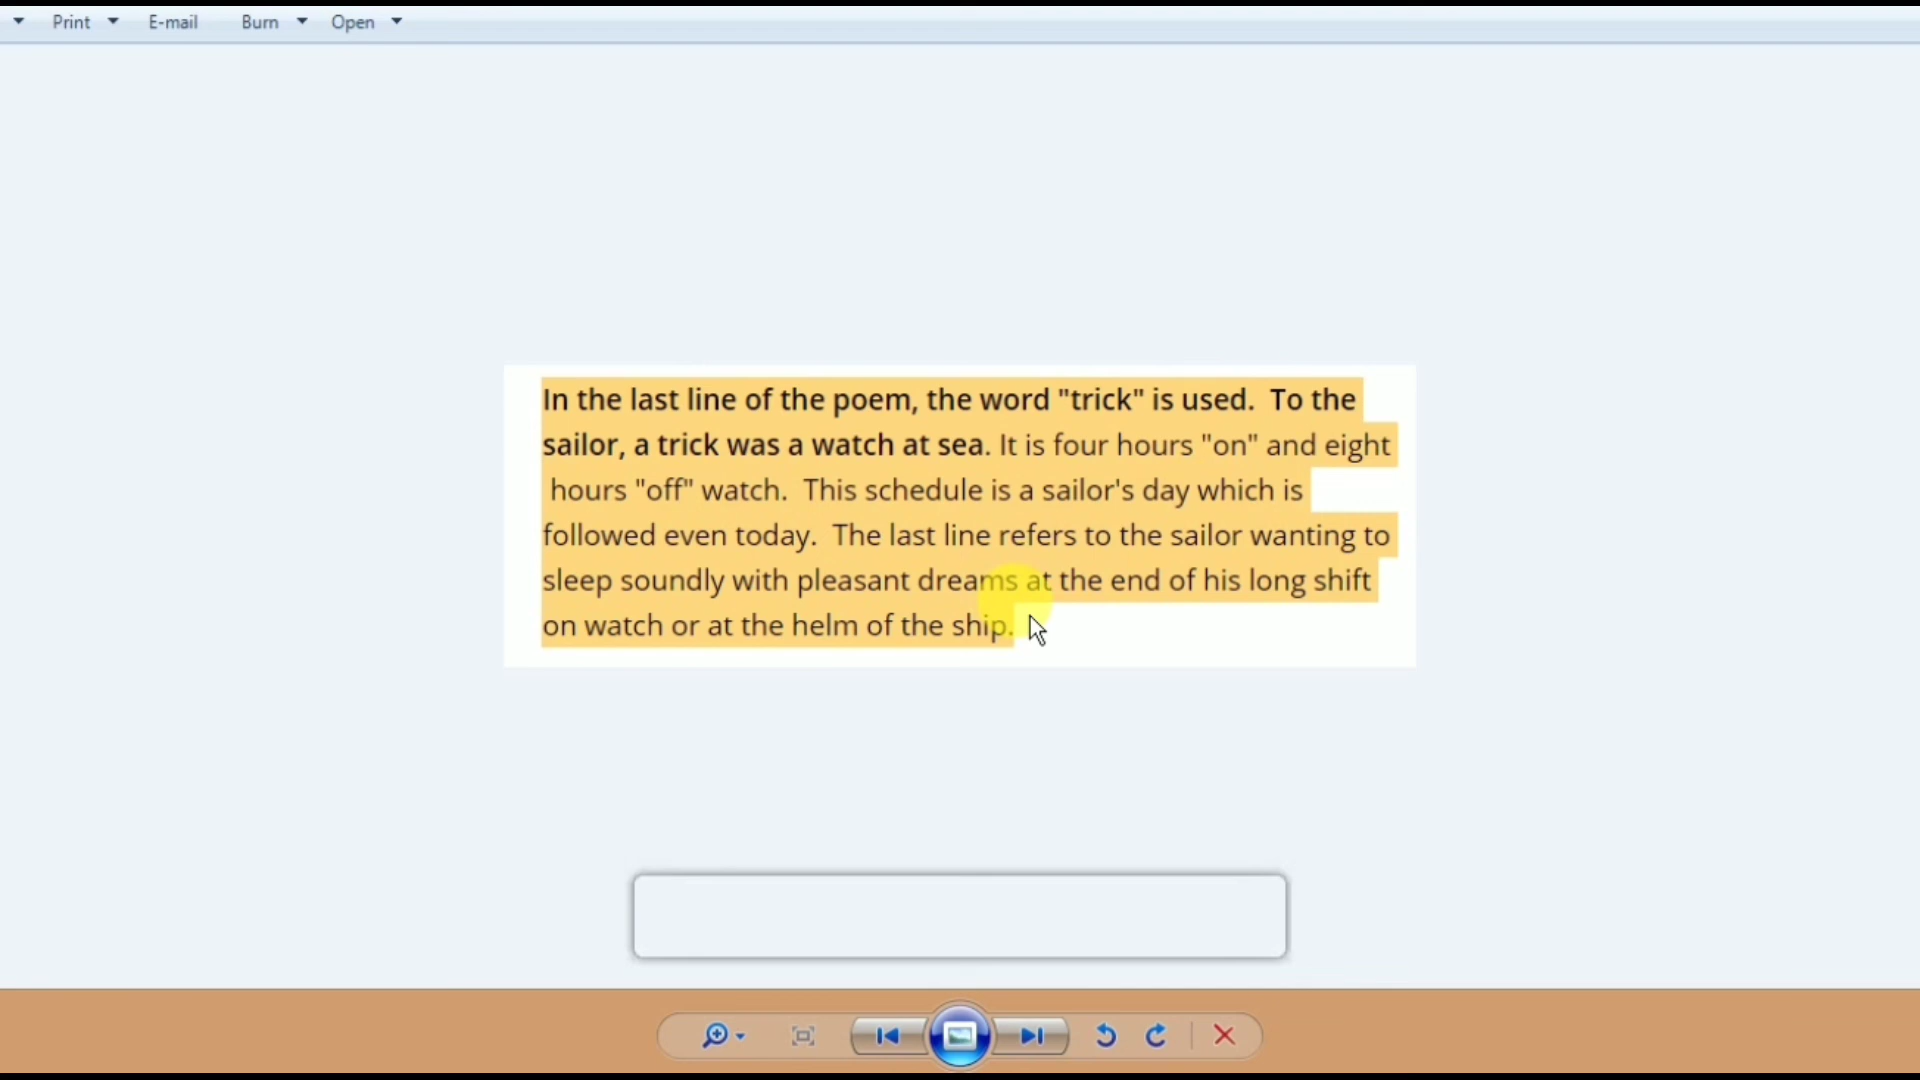 Print E-mail Burn Open
In the last line of the poem, the word "trick" is used.  To the
sailor, a trick was a watch at sea. It is four hours "on" and eight
hours "off" watch.  This schedule is a sailor's day which is
followed even today.  The last line refers to the sailor wanting to
sleep soundly with pleasant dreams at the end of his long shift
on watch or at the helm of the ship.